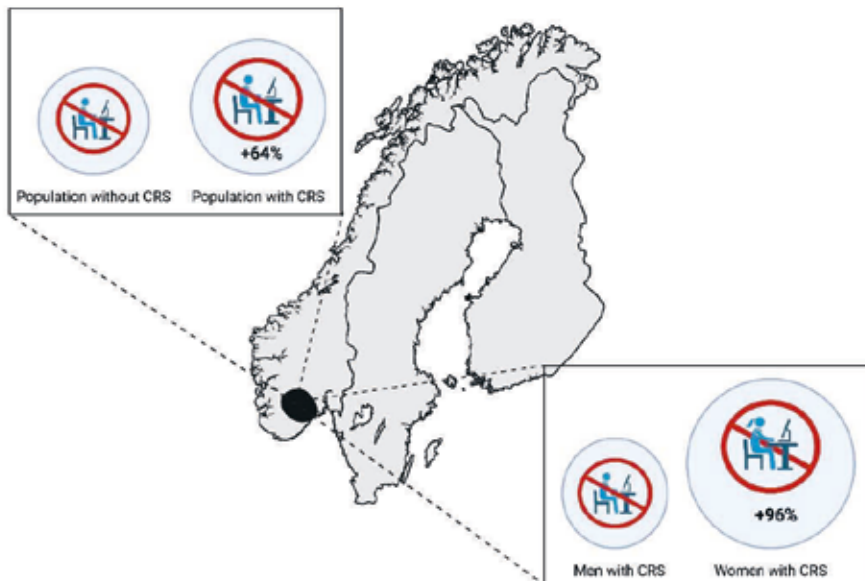 +64%
Population without CRS
Population with CRS
+96%
Men with CRS
Women with CRS